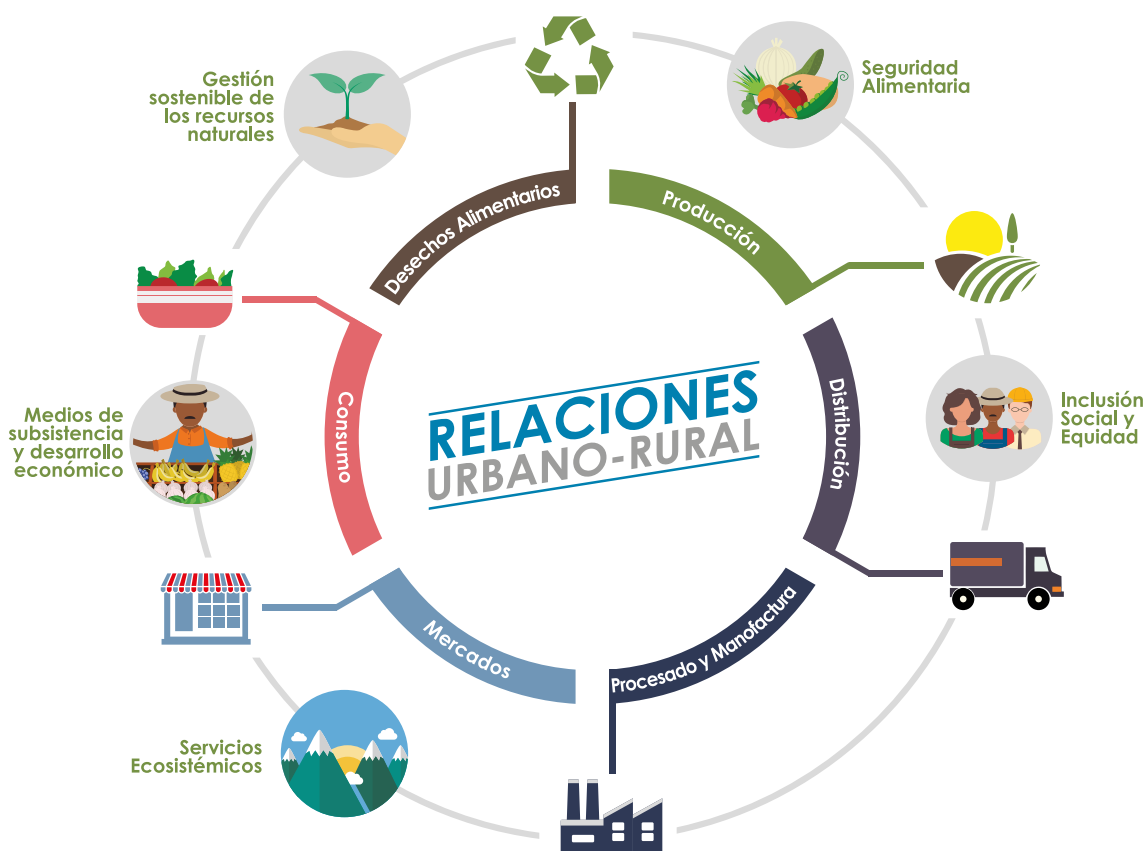 Gestión
sostenible de
los recursos
naturales
Seguridad
Alimentaria
Desechos Alimentarios
Producción
Distribución
Inclusión
Social y
Equidad
Procesado y Manofactura
Mercados
Servicios
Ecosistémicos
Consumo
Medios de
subsistencia
y desarrollo
económico
RELACIONES
URBANO-RURAL